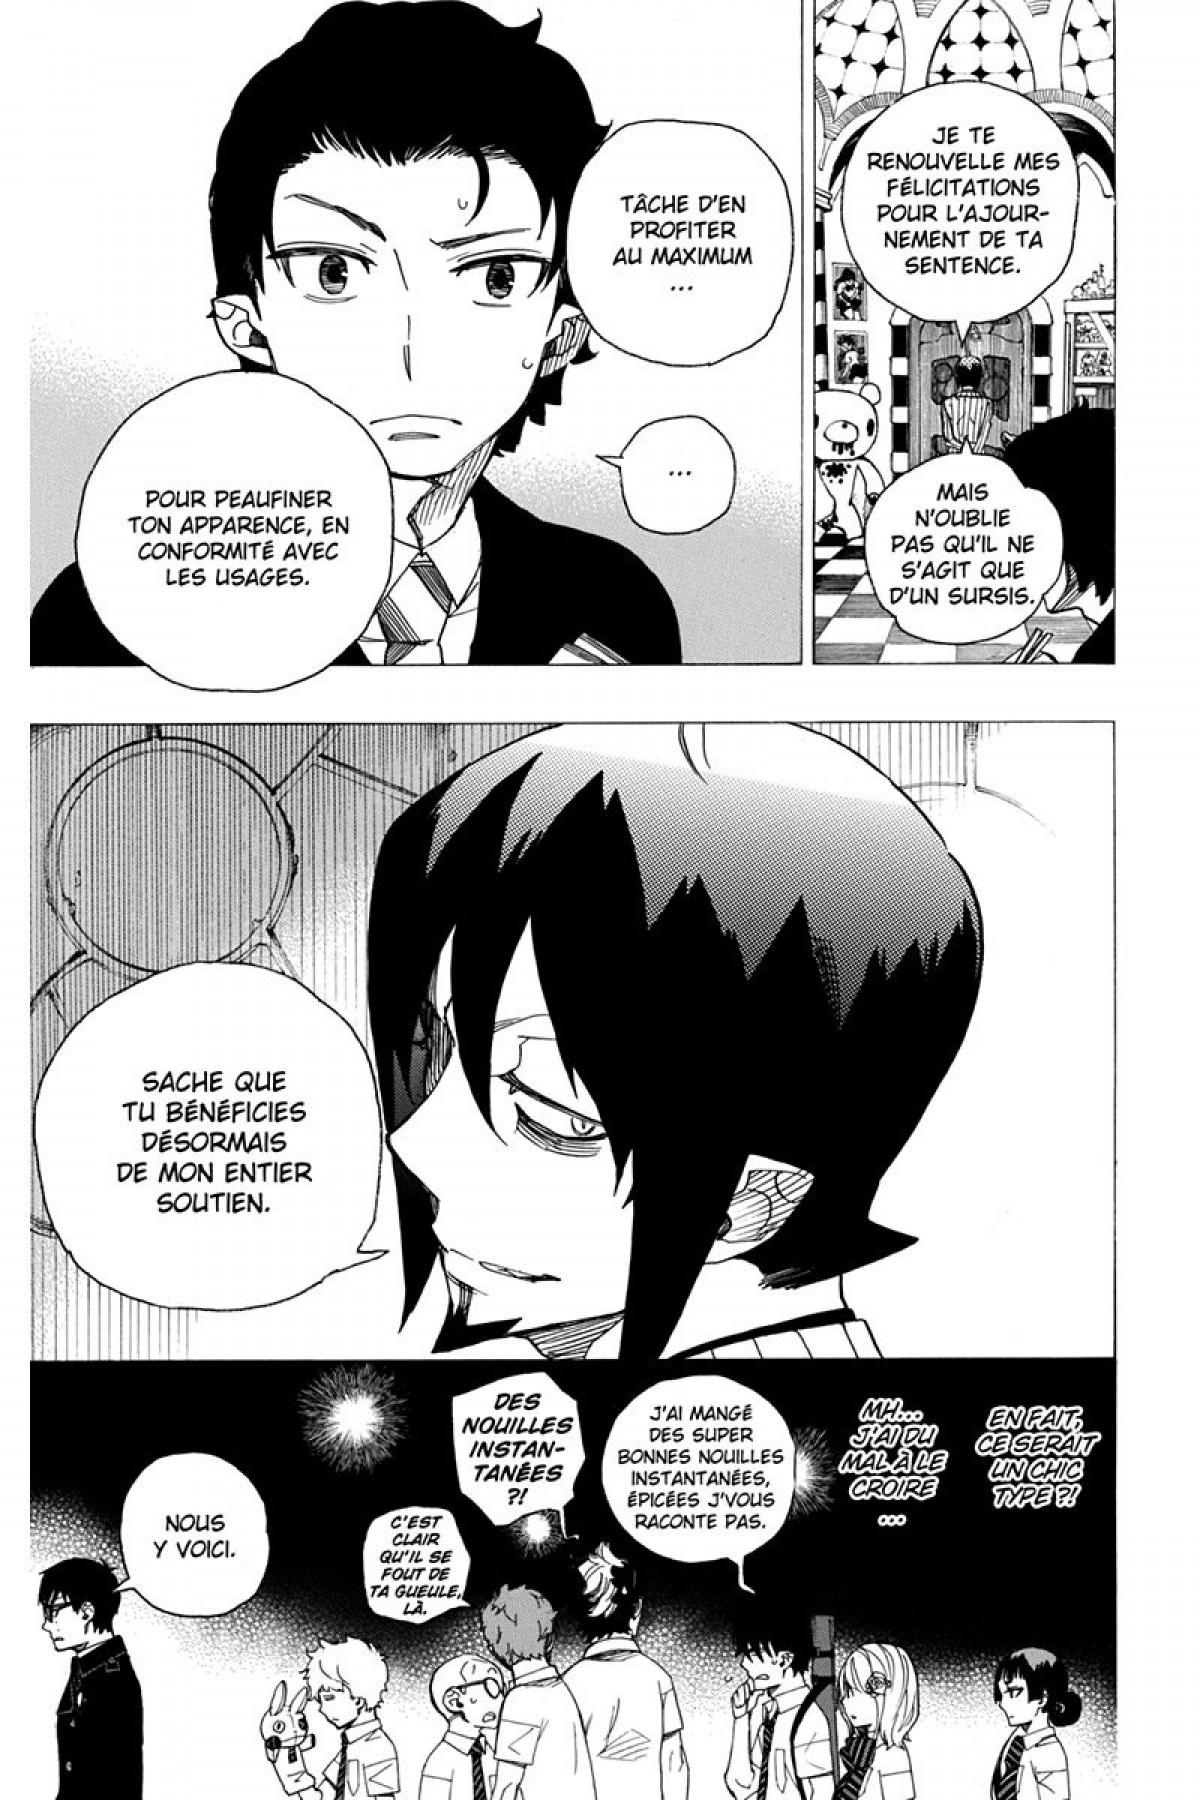 JE TE
RENOUVELLE MES
FÉLICITATIONS
POUR L'AJOUR-
NEMENT DE TA
SENTENCE.
MAIS
N'OUBLIE
PAS QU'IL NE
S'AGIT QUE
D'UN SURSIS.
TÂCHE D'EN
PROFITER
AU MAXIMUM
...
...
POUR PEAUFINER
TON APPARENCE, EN
CONFORMITÉ AVEC
LES USAGES.
SACHE QUE
TU BÉNÉFICIES
DÉSORMAIS
DE MON ENTIER
SOUTIEN.
EN FAIT,
CE SERAIT
UN CHIC
TYPE ?!
MH...
J'AI DU
MAL À LE
CROIRE
...
J'AI MANGÉ
DES SUPER
BONNES NOUILLES
INSTANTANÉES,
ÉPICÉES J'VOUS
RACONTE PAS.
DES
NOUILLES
INSTAN-
TANÉES
?!
C'EST
CLAIR
QU'IL SE
FOUT DE
TA GUEULE,
LÀ.
NOUS
Y VOICI.